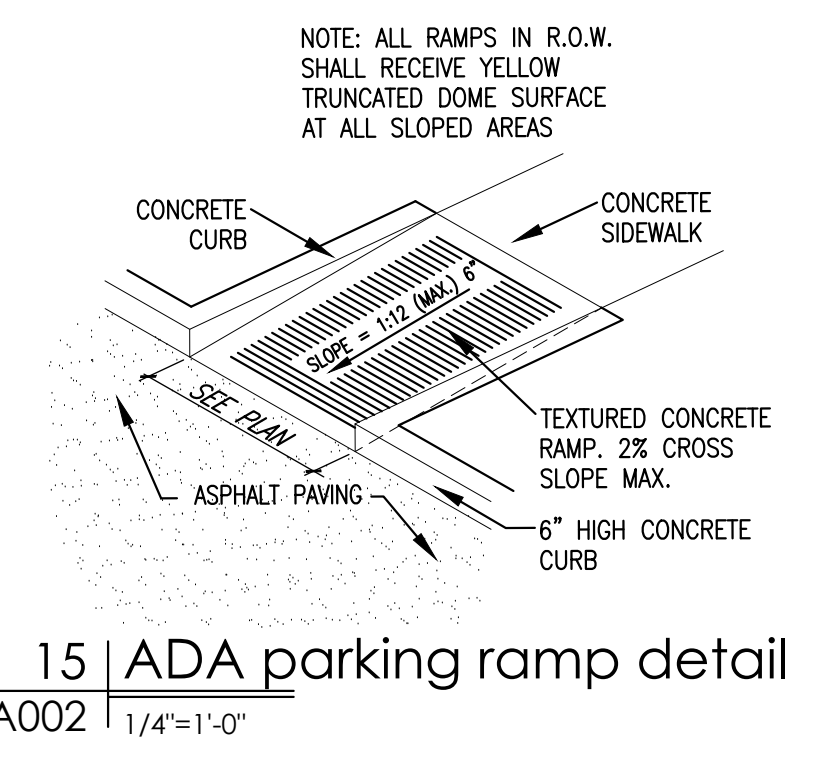 NOTE: ALL RAMPS IN R.O.W.
SHALL RECEIVE YELLOW
TRUNCATED DOME SURFACE
AT ALL SLOPED AREAS
CONCRETE
CURB
CONCRETE
SIDEWALK
SLOPE = 1:12 (MAX.) 6"
SEE PLAN
TEXTURED CONCRETE
RAMP. 2% CROSS
SLOPE MAX.
ASPHALT PAVING
6" HIGH CONCRETE
CURB
15 ADA parking ramp detail
A002 1/4"=1'-0"